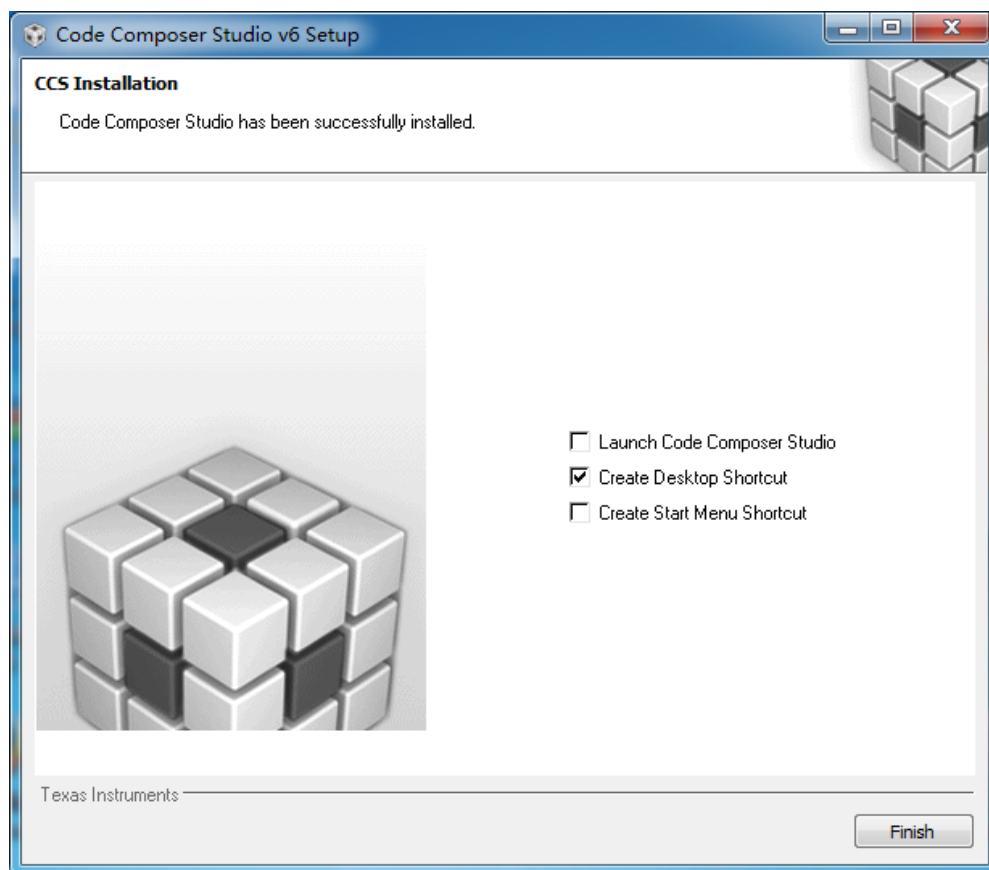 Code Composer Studio v6 Setup
CCS Installation
Code Composer Studio has been successfully installed.
Launch Code Composer Studio
Create Desktop Shortcut
Create Start Menu Shortcut
Texas Instruments
Finish